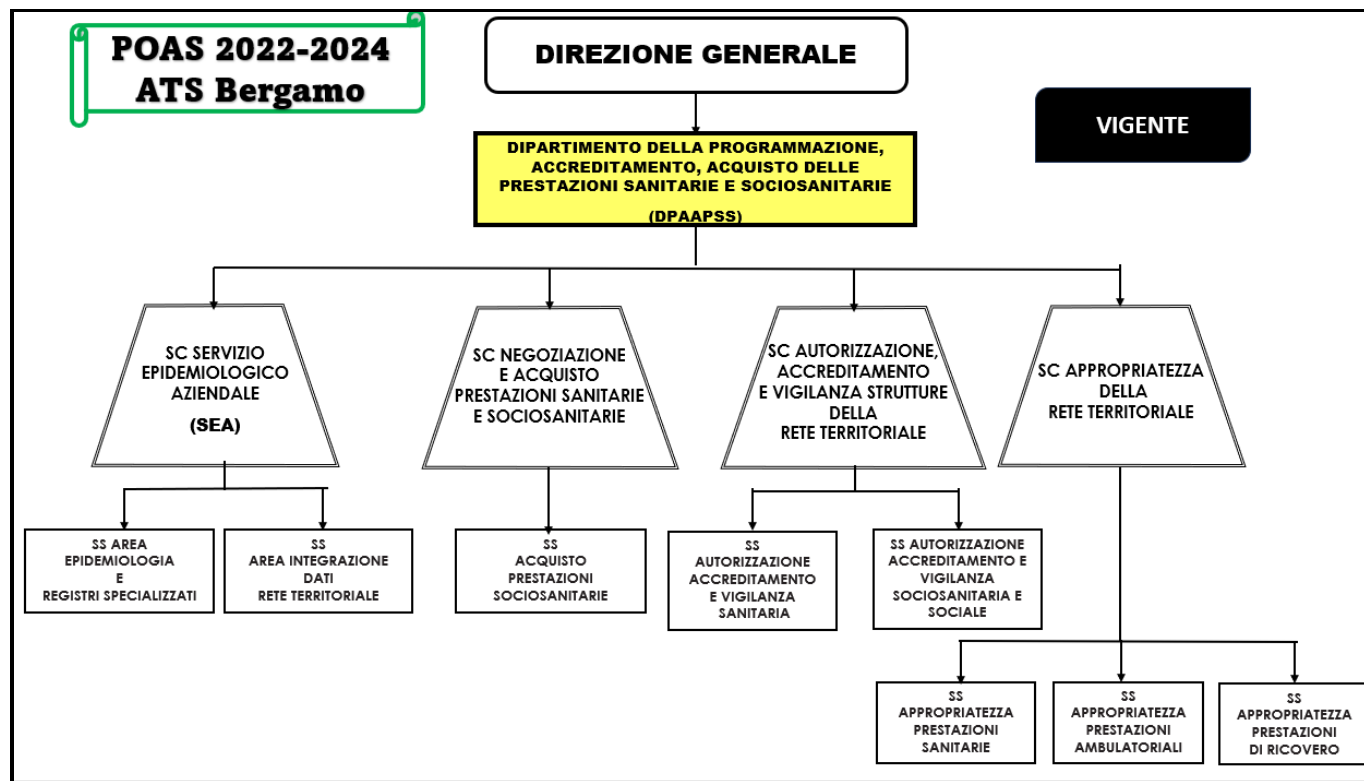 POAS 2022-2024
ATS Bergamo
DIREZIONE GENERALE
VIGENTE
DIPARTIMENTO DELLA PROGRAMMAZIONE,
ACCREDITAMENTO, ACQUISTO DELLE
PRESTAZIONI SANITARIE E SOCIOSANITARIE
(DPAAPSS)
SC SERVIZIO
EPIDEMIOLOGICO
AZIENDALE
(SEA)
SC NEGOZIAZIONE
E ACQUISTO
PRESTAZIONI SANITARIE
E SOCIOSANITARIE
SC AUTORIZZAZIONE,
ACCREDITAMENTO
E VIGILANZA STRUTTURE
DELLA
RETE TERRITORIALE
SC APPROPRIATEZZA
DELLA
RETE TERRITORIALE
SS AREA
EPIDEMIOLOGIA
E
REGISTRI SPECIALIZZATI
SS
AREA INTEGRAZIONE
DATI
RETE TERRITORIALE
SS
ACQUISTO
PRESTAZIONI
SOCIOSANITARIE
SS
AUTORIZZAZIONE
ACCREDITAMENTO
E VIGILANZA
SANITARIA
SS AUTORIZZAZIONE
ACCREDITAMENTO E
VIGILANZA
SOCIOSANITARIA E
SOCIALE
SS
APPROPRIATEZZA
PRESTAZIONI
SANITARIE
SS
APPROPRIATEZZA
PRESTAZIONI
AMBULATORIALI
SS
APPROPRIATEZZA
PRESTAZIONI
DI RICOVERO